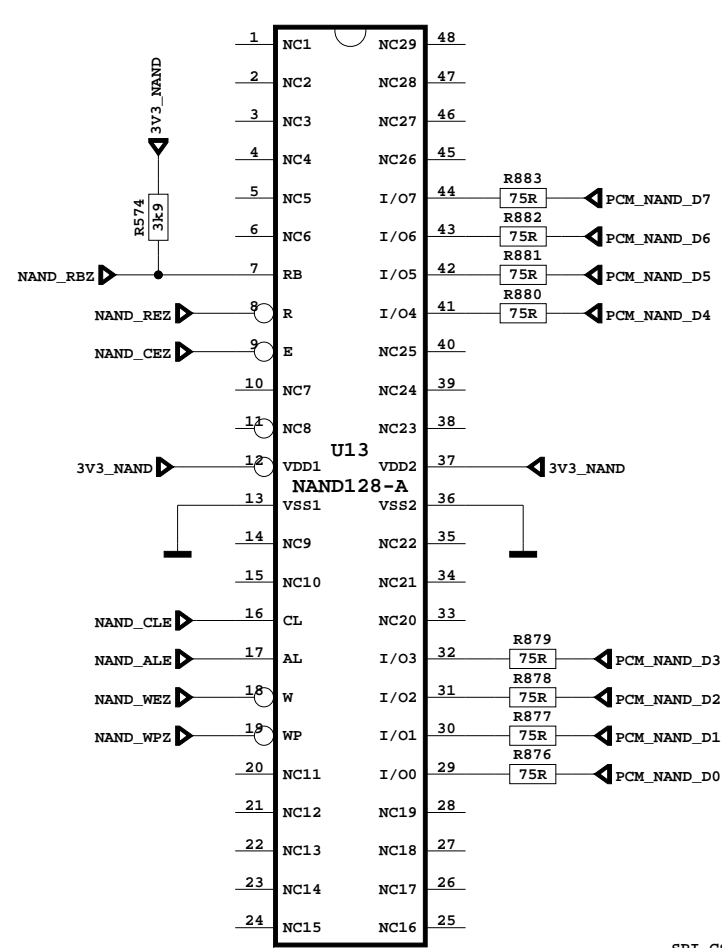 1 NC1 NC29 48
2 NC2 NC28 47
3V3_NAND
3 NC3 NC27 46
4 NC4 NC26 45
R883
5 NC5 I/O7 44 75R PCM_NAND_D7
R574
3k9
R882
6 NC6 I/O6 43 75R PCM_NAND_D6
R881
NAND_RBZ 7 RB I/O5 42 75R PCM_NAND_D5
R880
NAND_REZ 8 R I/O4 41 75R PCM_NAND_D4
NAND_CEZ 9 E NC25 40
10 NC7 NC24 39
11 NC8 NC23 38
U13
3V3_NAND 12 VDD1 VDD2 37 3V3_NAND
NAND128-A
13 VSS1 VSS2 36
14 NC9 NC22 35
15 NC10 NC21 34
NAND_CLE 16 CL NC20 33
R879
NAND_ALE 17 AL I/O3 32 75R PCM_NAND_D3
R878
NAND_WEZ 18 W I/O2 31 75R PCM_NAND_D2
R877
NAND_WPZ 19 WP I/O1 30 75R PCM_NAND_D1
R876
20 NC11 I/O0 29 75R PCM_NAND_D0
21 NC12 NC19 28
22 NC13 NC18 27
23 NC14 NC17 26
24 NC15 NC16 25